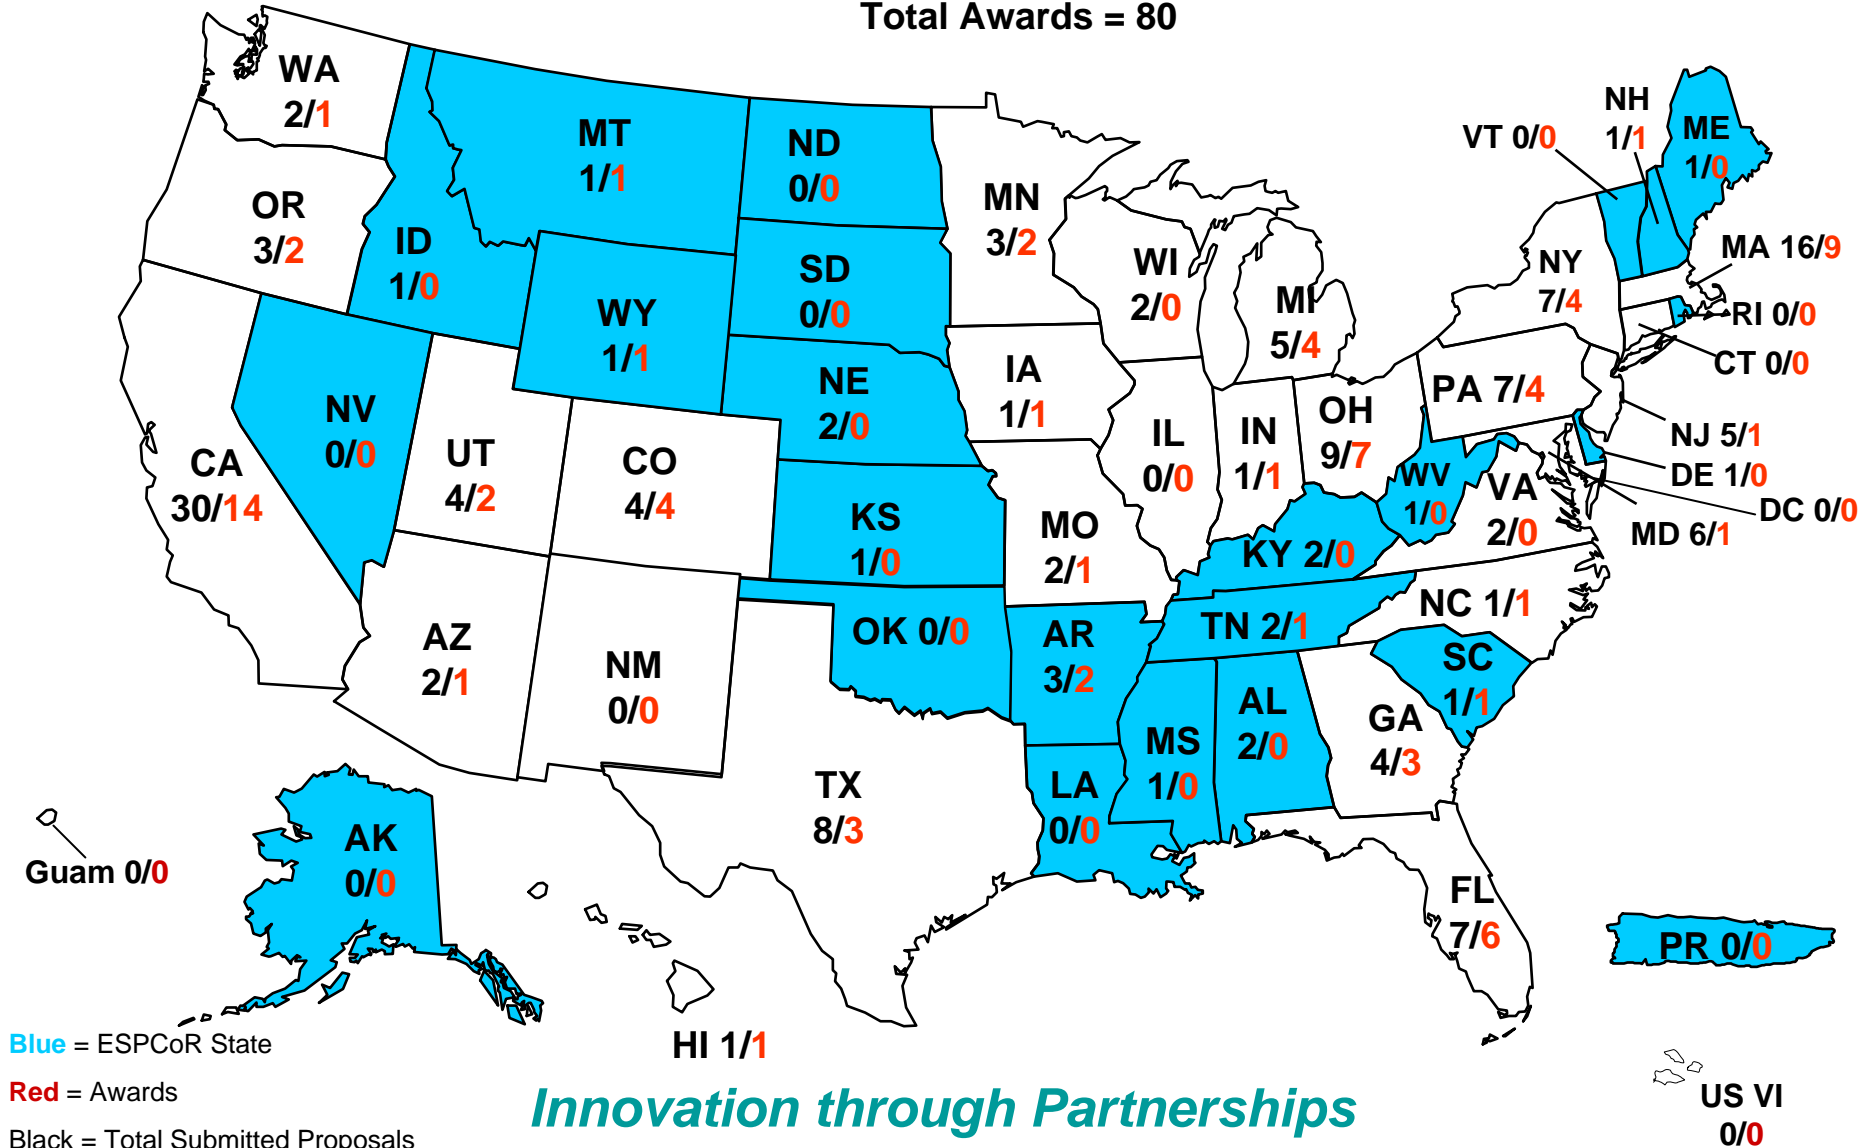 Total Awards = 80
WA
2/1
OR
3/2
CA
30/14
ID
1/0
NV
0/0
MT
1/1
WY
1/1
UT
4/2
AZ
2/1
CO
4/4
NM
0/0
ND
0/0
SD
0/0
NE
2/0
KS
1/0
OK 0/0
TX
8/3
MN
3/2
IA
1/1
MO
2/1
AR
3/2
LA
0/0
WI
2/0
IL
0/0
MI
5/4
IN
1/1
OH
9/7
KY 2/0
TN 2/1
MS
1/0
AL
2/0
GA
4/3
FL
7/6
SC
1/1
NC 1/1
VA
2/0
WV
1/0
PA 7/4
NY
7/4
VT 0/0
NH
1/1
ME
1/0
MA 16/9
RI 0/0
CT 0/0
NJ 5/1
DE 1/0
DC 0/0
MD 6/1
Guam 0/0
AK
0/0
HI 1/1
PR 0/0
US VI
0/0
Blue = ESPCoR State
Red = Awards
Black = Total Submitted Proposals
Innovation through Partnerships